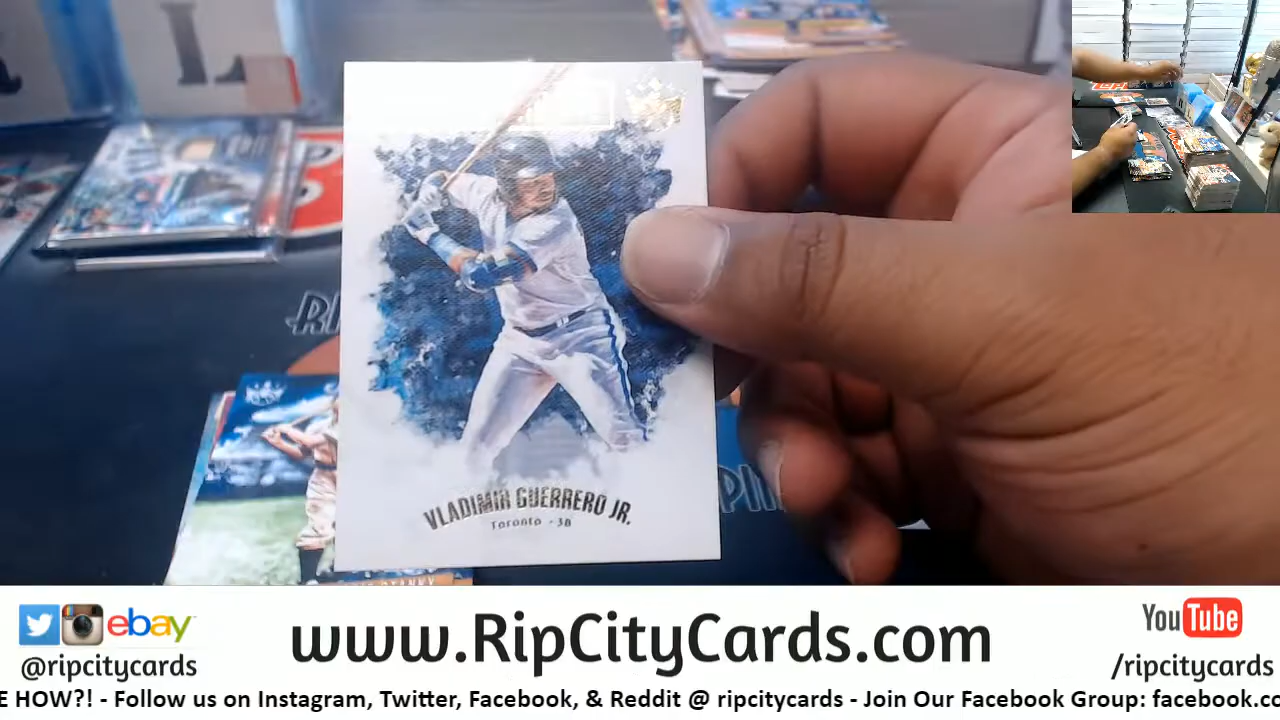 VLADIMIR GUERRERO JR.
Toronto - 3B
ebay
@ripcitycards
www.RipCityCards.com
YouTube
/ripcitycards
E HOW?! - Follow us on Instagram, Twitter, Facebook, & Reddit @ ripcitycards - Join Our Facebook Group: facebook.co